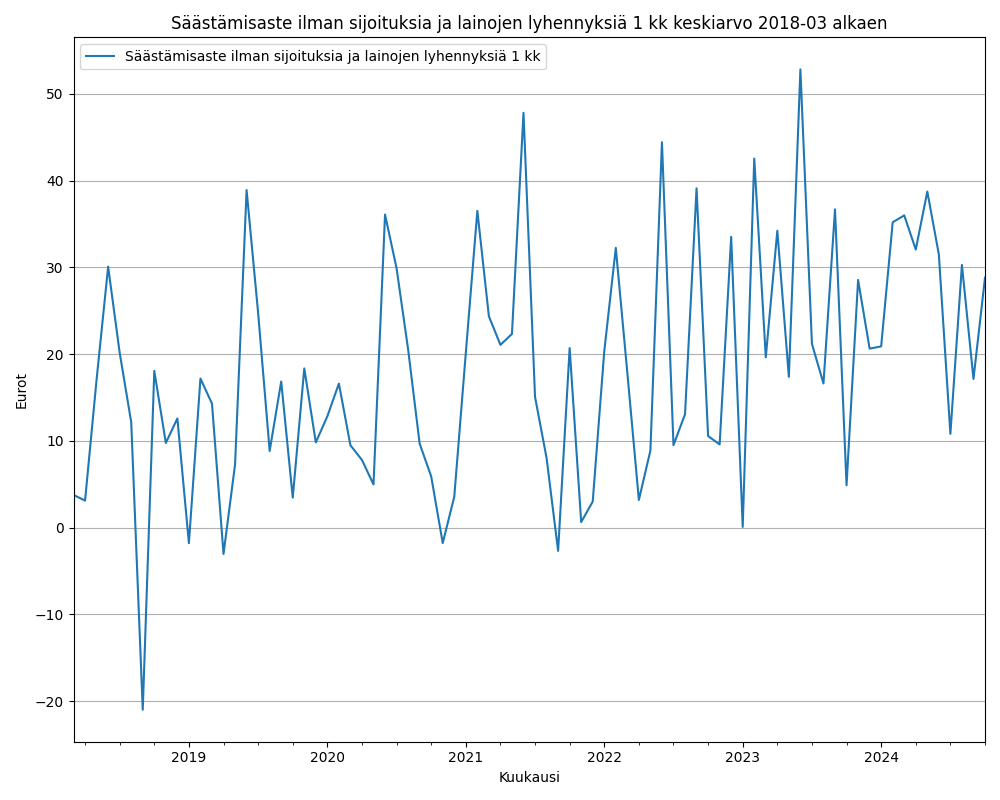 Säästämisaste ilman sijoituksia ja lainojen lyhennyksiä 1 kk keskiarvo 2018-03 alkaen
Säästämisaste ilman sijoituksia ja lainojen lyhennyksiä 1 kk
50
40
30
20
10
0
−10
−20
Eurot
2019 2020 2021 2022 2023 2024
Kuukausi